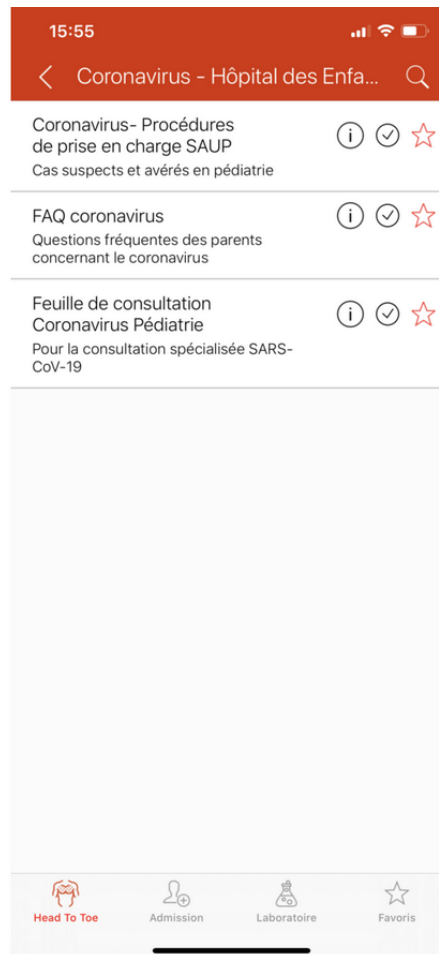 15:55
Coronavirus - Hôpital des Enfa...
Coronavirus- Procédures
de prise en charge SAUP
Cas suspects et avérés en pédiatrie
FAQ coronavirus
Questions fréquentes des parents
concernant le coronavirus
Feuille de consultation
Coronavirus Pédiatrie
Pour la consultation spécialisée SARS-
CoV-19
Head To Toe
Admission
Laboratoire
Favoris